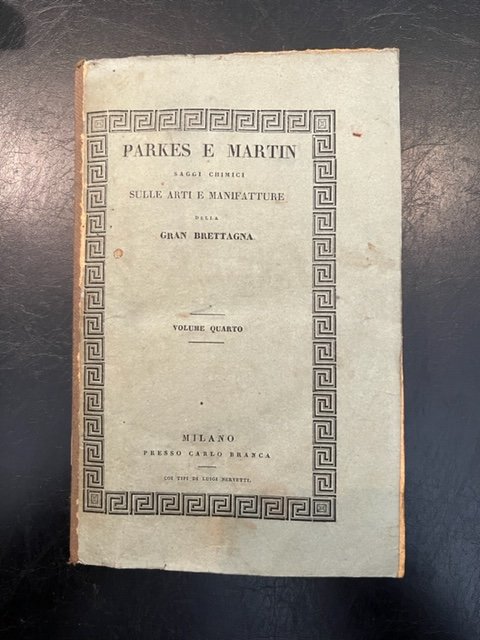 PARKES E MARTIN
SAGGI CHIMICI
SULLE ARTI E MANIFATTURE
DELLA
GRAN BRETTAGNA
VOLUME QUARTO
MILANO
PRESSO CARLO BRANCA
COI TIPI DI LUIGI NERVETTI.